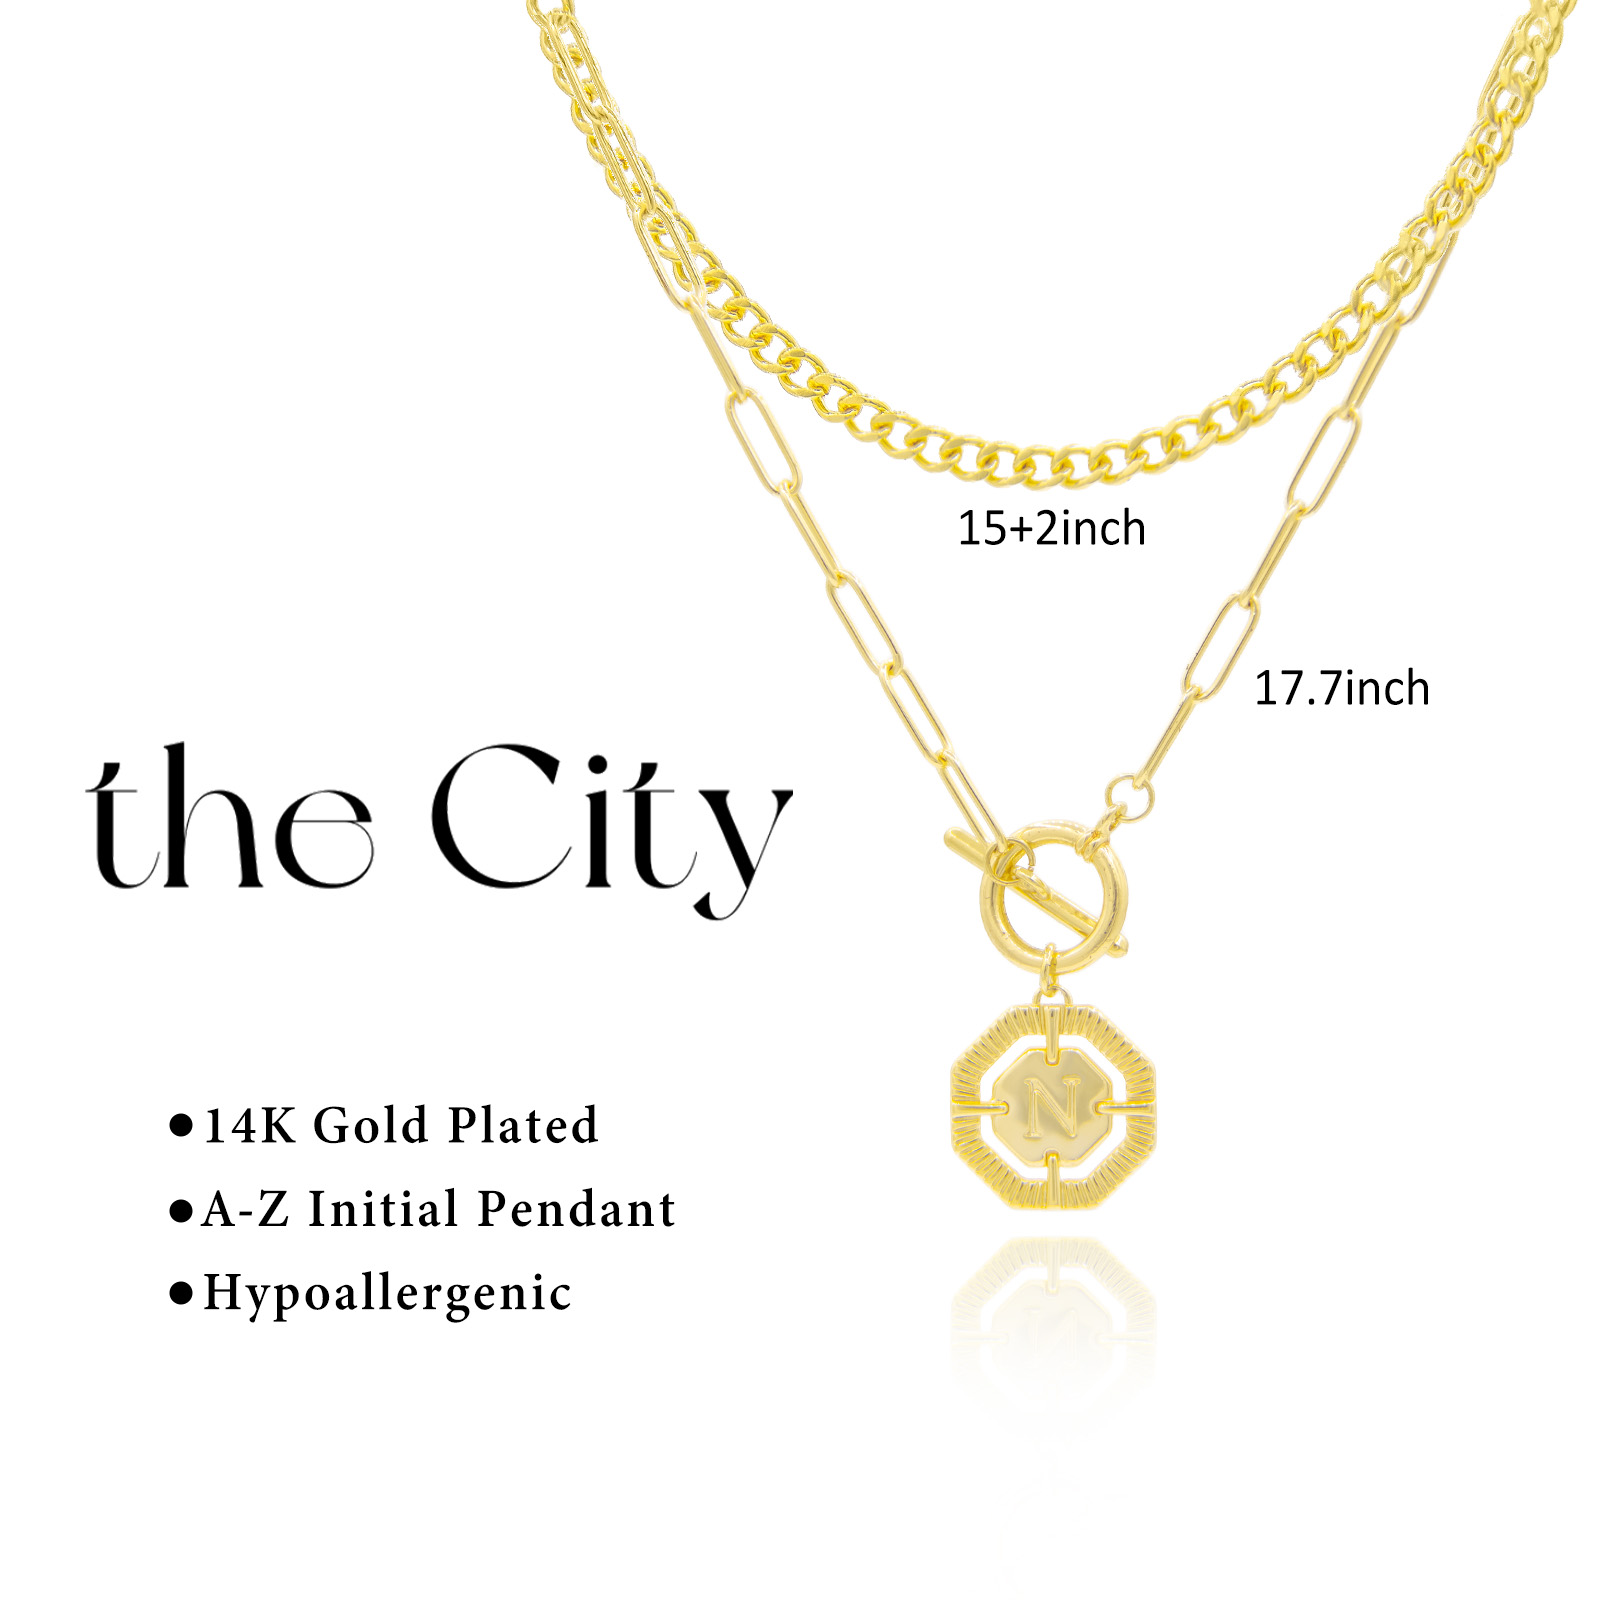 15+2inch
17.7inch
the City
N
●14K Gold Plated
●A-Z Initial Pendant
●Hypoallergenic